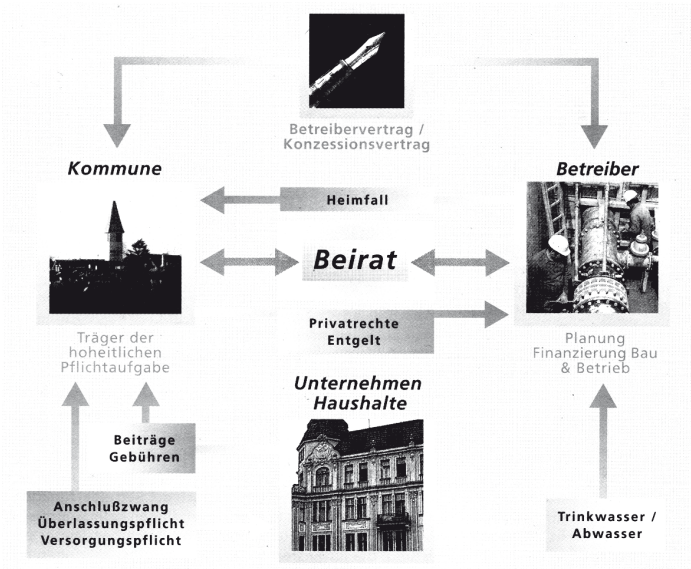 Betreibervertrag /
Konzessionsvertrag
Kommune
Betreiber
Heimfall
Beirat
Privatrechte
Entgelt
Träger der
hoheitlichen
Pflichtaufgabe
Planung
Finanzierung Bau
& Betrieb
Unternehmen
Haushalte
Beiträge
Gebühren
Anschlußzwang
Überlassungspflicht
Versorgungspflicht
Trinkwasser /
Abwasser